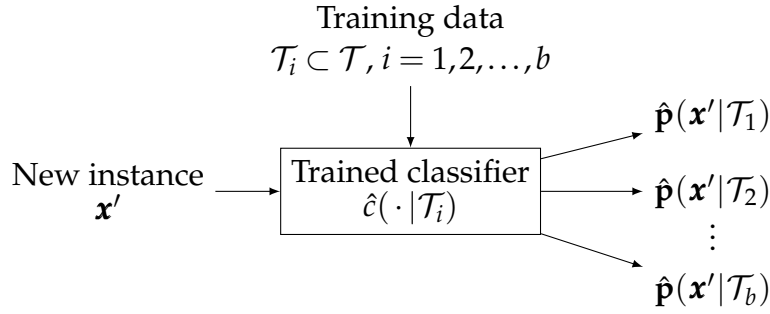 Training data
𝒯ᵢ ⊂ 𝒯, i = 1,2,...,b
New instance
𝒙′
Trained classifier
ĉ( · |𝒯ᵢ)
p̂(𝒙′|𝒯₁)
p̂(𝒙′|𝒯₂)
⋮
p̂(𝒙′|𝒯_b)